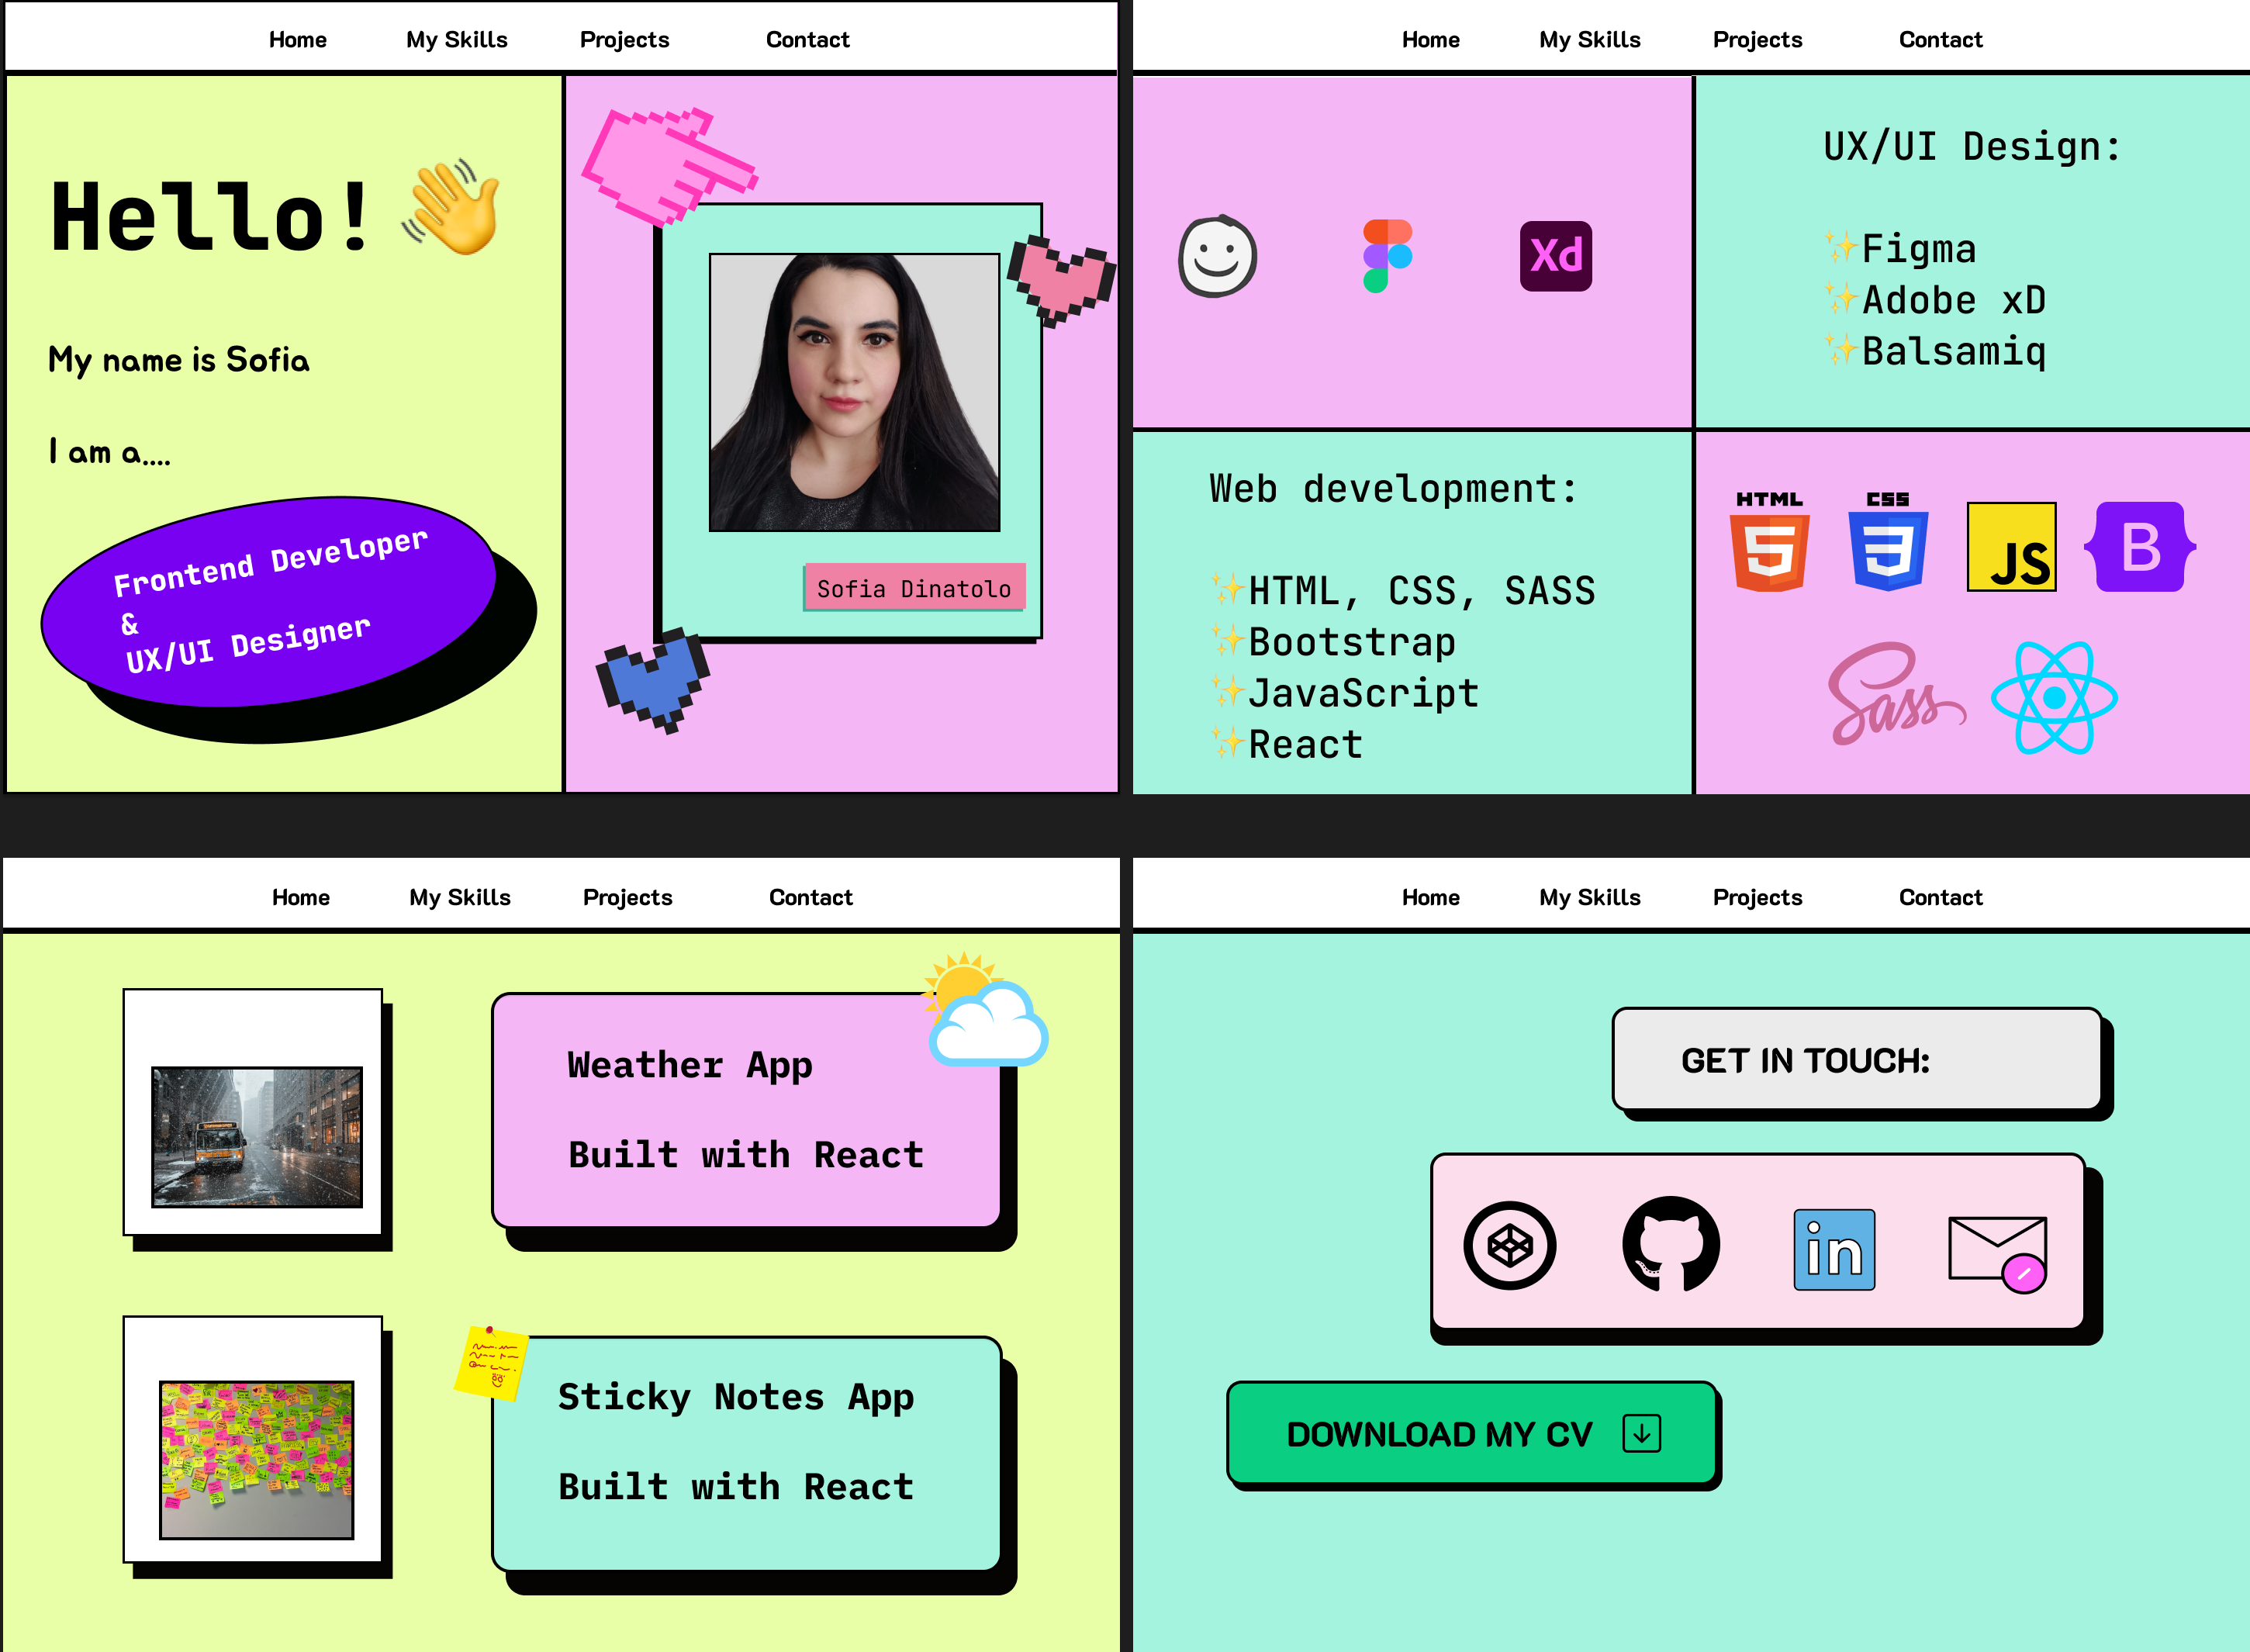 Home My Skills Projects Contact
Hello!
My name is Sofia
I am a....
Frontend Developer
&
UX/UI Designer
Sofia Dinatolo
Home My Skills Projects Contact
Xd
UX/UI Design:
✨Figma
✨Adobe xD
✨Balsamiq
Web development:
✨HTML, CSS, SASS
✨Bootstrap
✨JavaScript
✨React
HTML CSS JS B
Sass
Home My Skills Projects Contact
Weather App
Built with React
Sticky Notes App
Built with React
Home My Skills Projects Contact
GET IN TOUCH:
in
DOWNLOAD MY CV